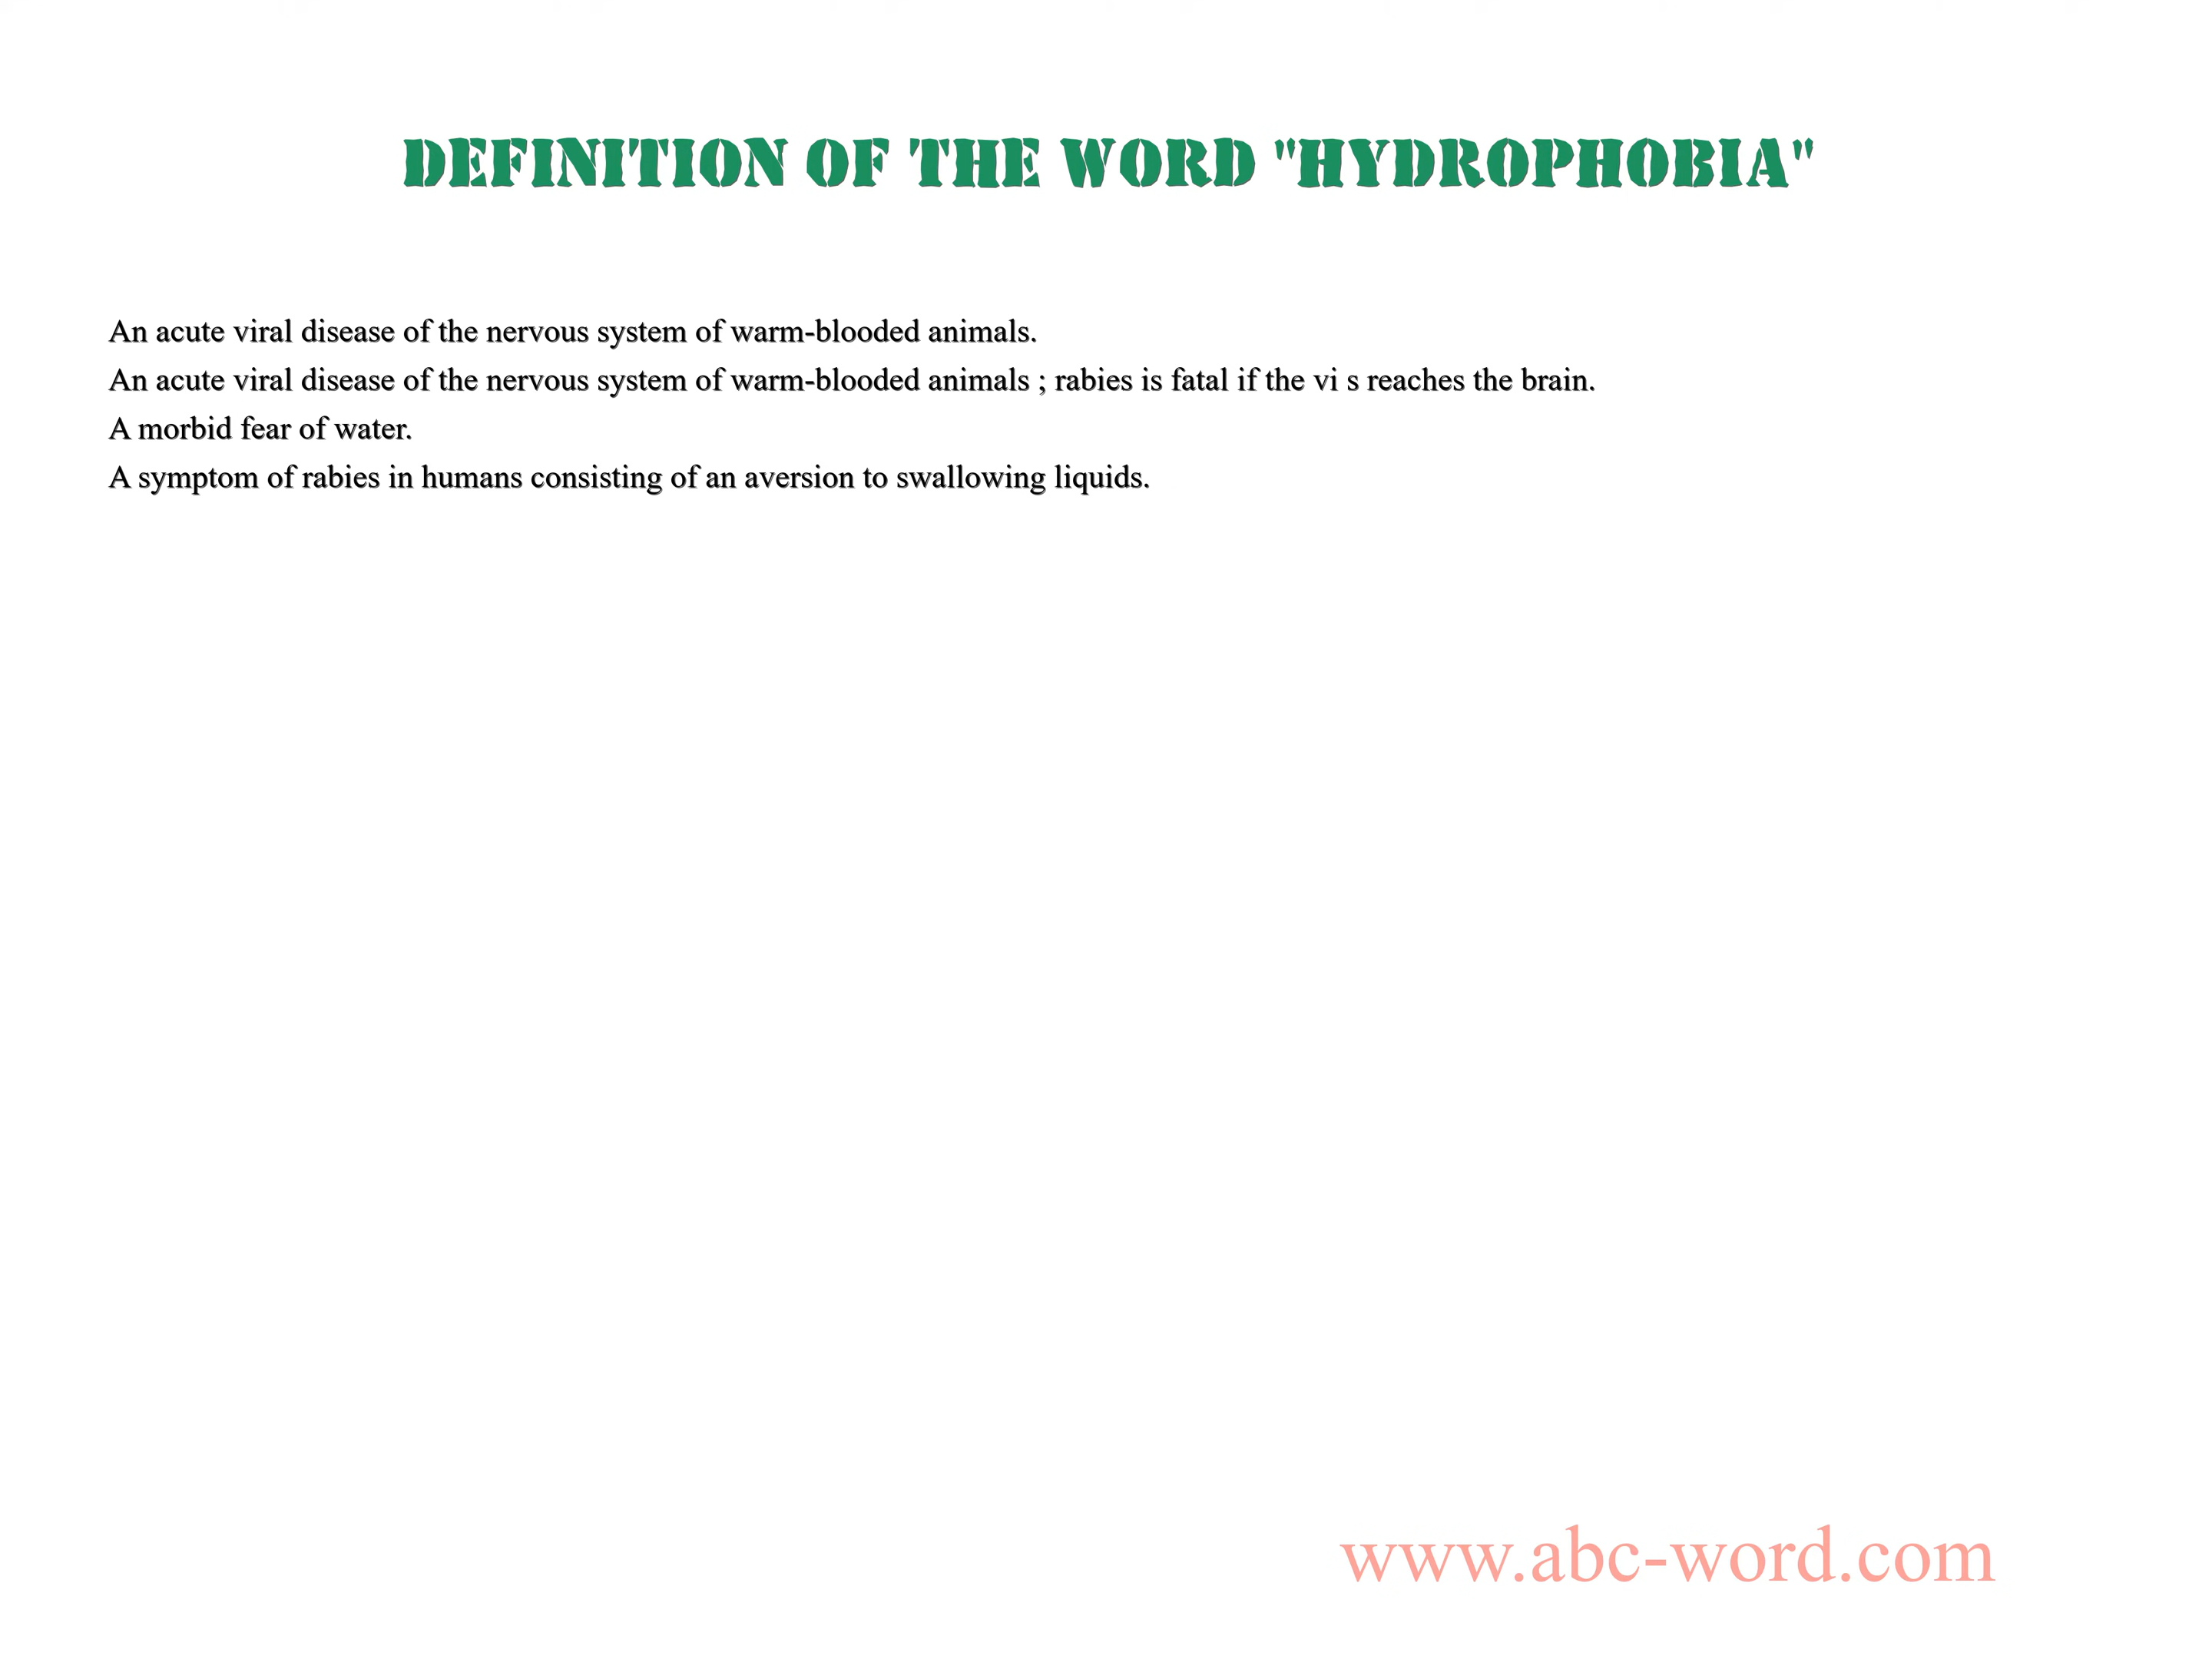 DEFINITION OF THE WORD "HYDROPHOBIA"
An acute viral disease of the nervous system of warm-blooded animals.
An acute viral disease of the nervous system of warm-blooded animals ; rabies is fatal if the vi s reaches the brain.
A morbid fear of water.
A symptom of rabies in humans consisting of an aversion to swallowing liquids.
www.abc-word.com